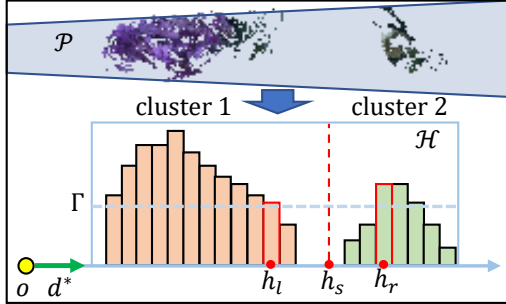 𝒫
cluster 1 cluster 2
ℋ
Γ
o d* h_l h_s h_r